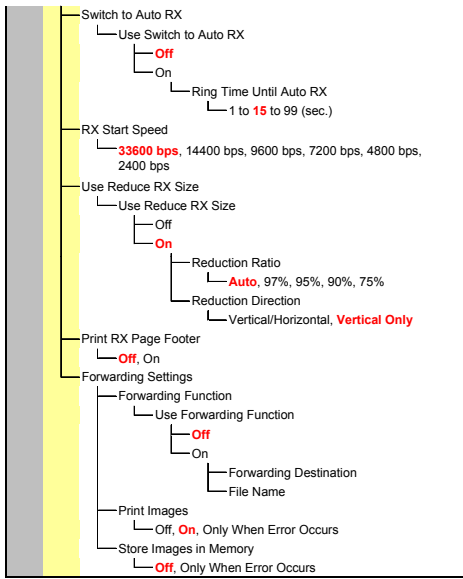 Switch to Auto RX
Use Switch to Auto RX
Off
On
Ring Time Until Auto RX
1 to 15 to 99 (sec.)
RX Start Speed
33600 bps, 14400 bps, 9600 bps, 7200 bps, 4800 bps,
2400 bps
Use Reduce RX Size
Use Reduce RX Size
Off
On
Reduction Ratio
Auto, 97%, 95%, 90%, 75%
Reduction Direction
Vertical/Horizontal, Vertical Only
Print RX Page Footer
Off, On
Forwarding Settings
Forwarding Function
Use Forwarding Function
Off
On
Forwarding Destination
File Name
Print Images
Off, On, Only When Error Occurs
Store Images in Memory
Off, Only When Error Occurs